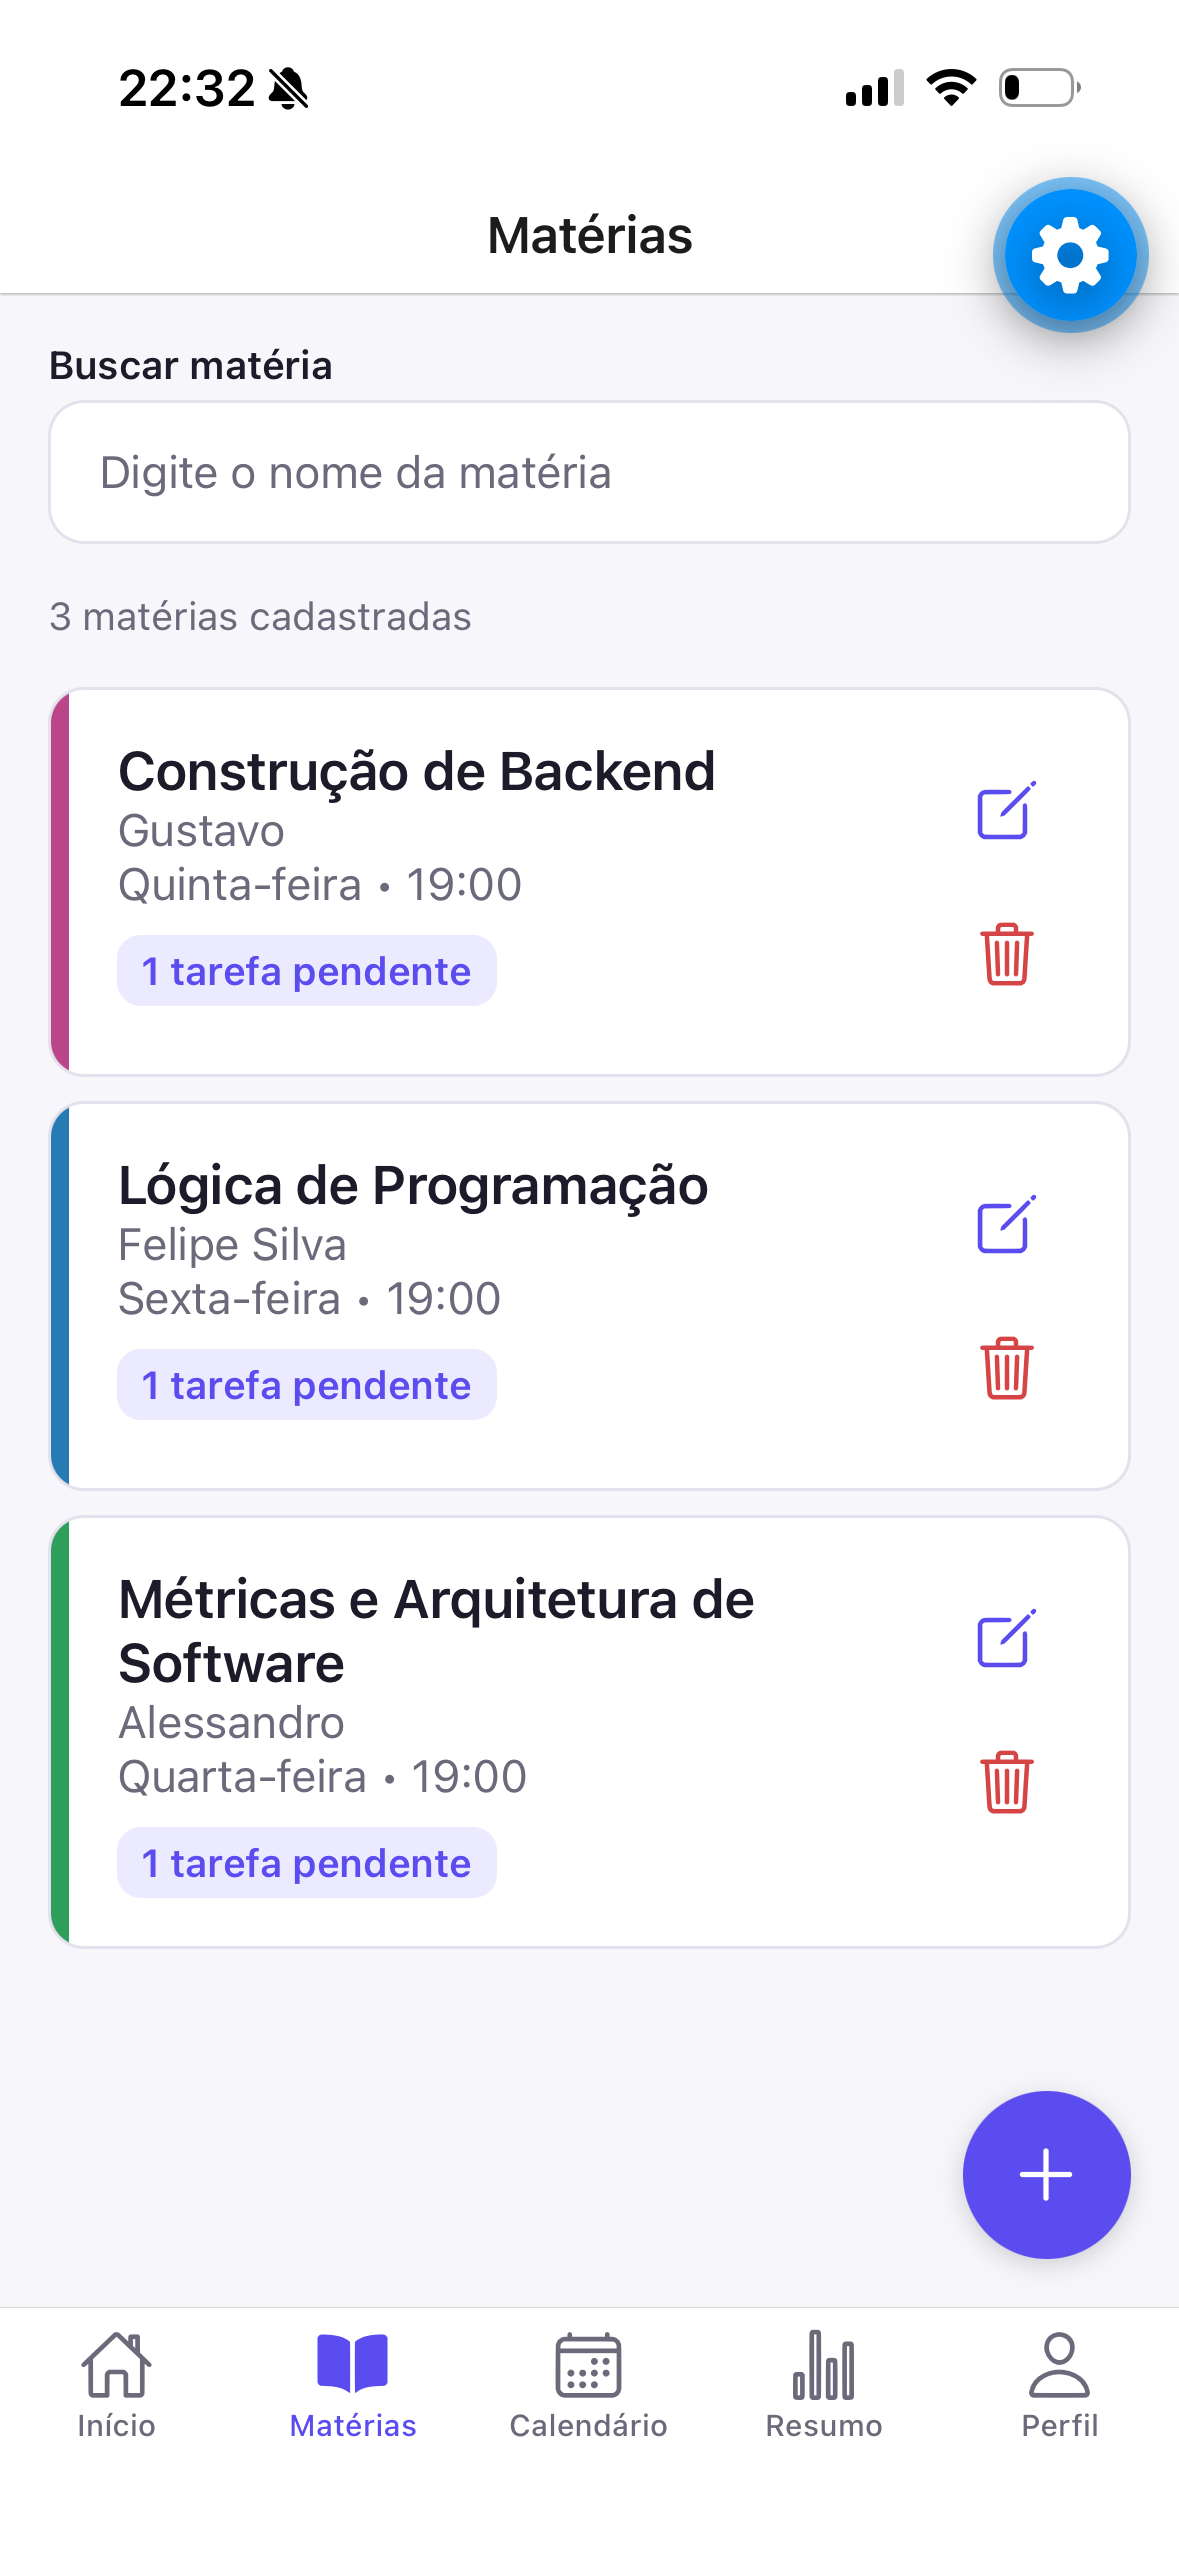 22:32
Matérias
Buscar matéria
Digite o nome da matéria
3 matérias cadastradas
Construção de Backend
Gustavo
Quinta-feira • 19:00
1 tarefa pendente
Lógica de Programação
Felipe Silva
Sexta-feira • 19:00
1 tarefa pendente
Métricas e Arquitetura de
Software
Alessandro
Quarta-feira • 19:00
1 tarefa pendente
Início
Matérias
Calendário
Resumo
Perfil